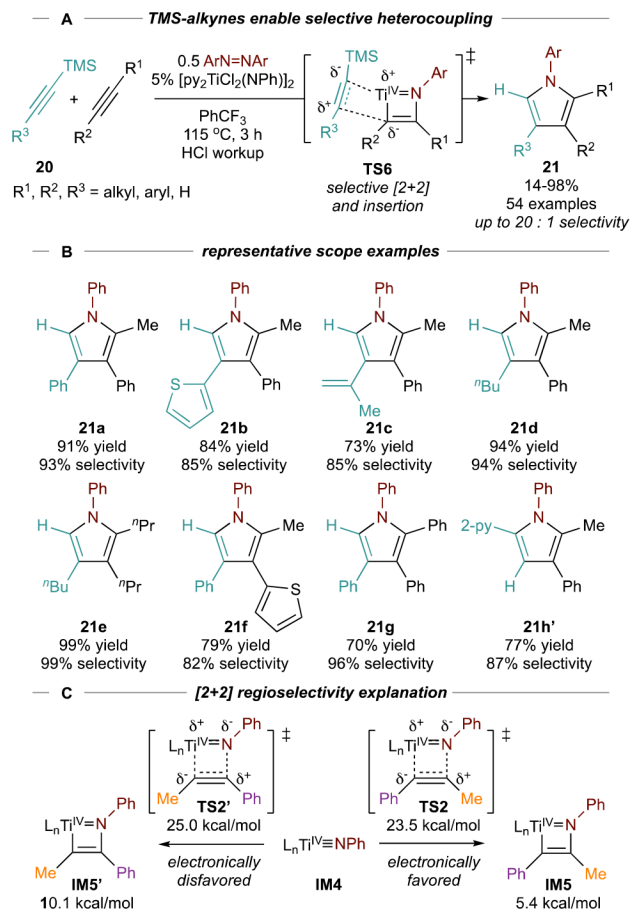 A TMS-alkynes enable selective heterocoupling
TMS
R3
20
+
R1
R2
0.5 ArN=NAr
5% [py2TiCl2(NPh)]2
PhCF3
115 oC, 3 h
HCl workup
TMS
δ-
δ+
R3
δ+
TiIV=N
Ar
R2
δ-
R1
‡
TS6
selective [2+2]
and insertion
Ar
N
H
R1
R3
R2
21
14-98%
54 examples
up to 20 : 1 selectivity
R1, R2, R3 = alkyl, aryl, H
B representative scope examples
Ph
N
H
Me
Ph
Ph
21a
91% yield
93% selectivity
Ph
N
H
Me
S
Ph
21b
84% yield
85% selectivity
Ph
N
H
Me
Me
Ph
21c
73% yield
85% selectivity
Ph
N
H
Me
nBu
Ph
21d
94% yield
94% selectivity
Ph
N
H
nPr
nBu
nPr
21e
99% yield
99% selectivity
Ph
N
H
Me
Ph
S
21f
79% yield
82% selectivity
Ph
N
H
Ph
Ph
Ph
21g
70% yield
96% selectivity
Ph
N
2-py
Me
H
Ph
21h'
77% yield
87% selectivity
C [2+2] regioselectivity explanation
δ+ δ-
Ph
LnTiIV=N
δ- δ+
Me
Ph
‡
TS2'
25.0 kcal/mol
δ+ δ-
Ph
LnTiIV=N
δ- δ+
Ph
Me
‡
TS2
23.5 kcal/mol
Ph
LnTiIV=N
Me
Ph
IM5'
10.1 kcal/mol
electronically
disfavored
LnTiIV≡NPh
IM4
electronically
favored
Ph
LnTiIV=N
Ph
Me
IM5
5.4 kcal/mol